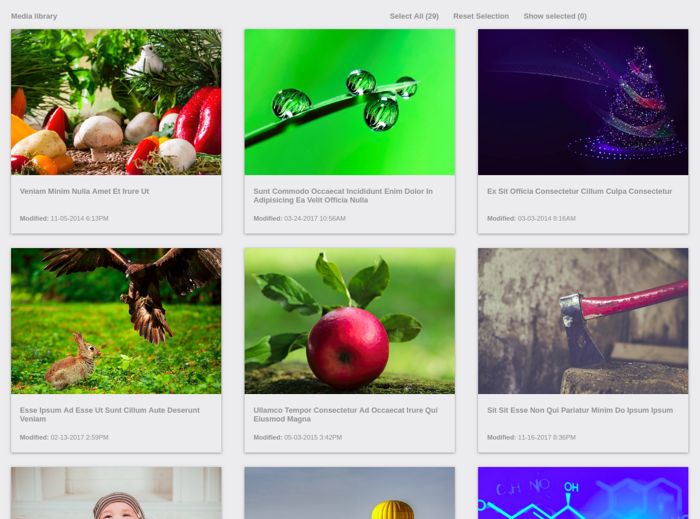 Media library
Select All (29) Reset Selection Show selected (0)
Veniam Minim Nulla Amet Et Irure Ut
Modified: 11-05-2014 6:13PM
Sunt Commodo Occaecat Incididunt Enim Dolor In
Adipisicing Ea Velit Officia Nulla
Modified: 03-24-2017 10:56AM
Ex Sit Officia Consectetur Cillum Culpa Consectetur
Modified: 03-03-2014 8:16AM
Esse Ipsum Ad Esse Ut Sunt Cillum Aute Deserunt
Veniam
Modified: 02-13-2017 2:59PM
Ullamco Tempor Consectetur Ad Occaecat Irure Qui
Eiusmod Magna
Modified: 05-03-2015 3:42PM
Sit Sit Esse Non Qui Pariatur Minim Do Ipsum Ipsum
Modified: 11-16-2017 8:36PM
OH